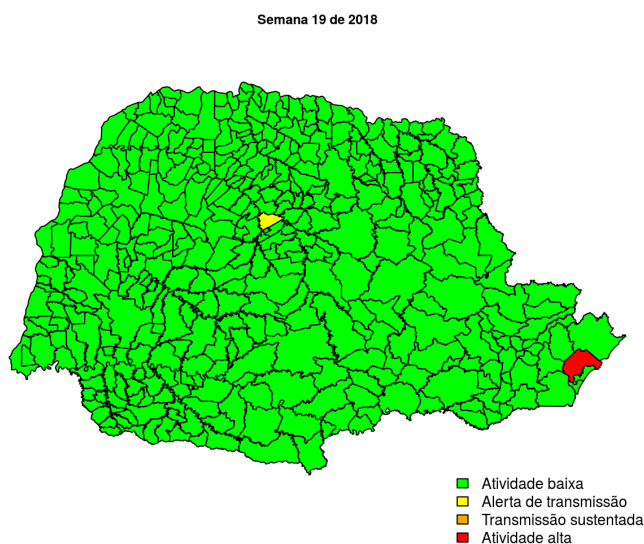 Semana 19 de 2018
Atividade baixa
Alerta de transmissão
Transmissão sustentada
Atividade alta